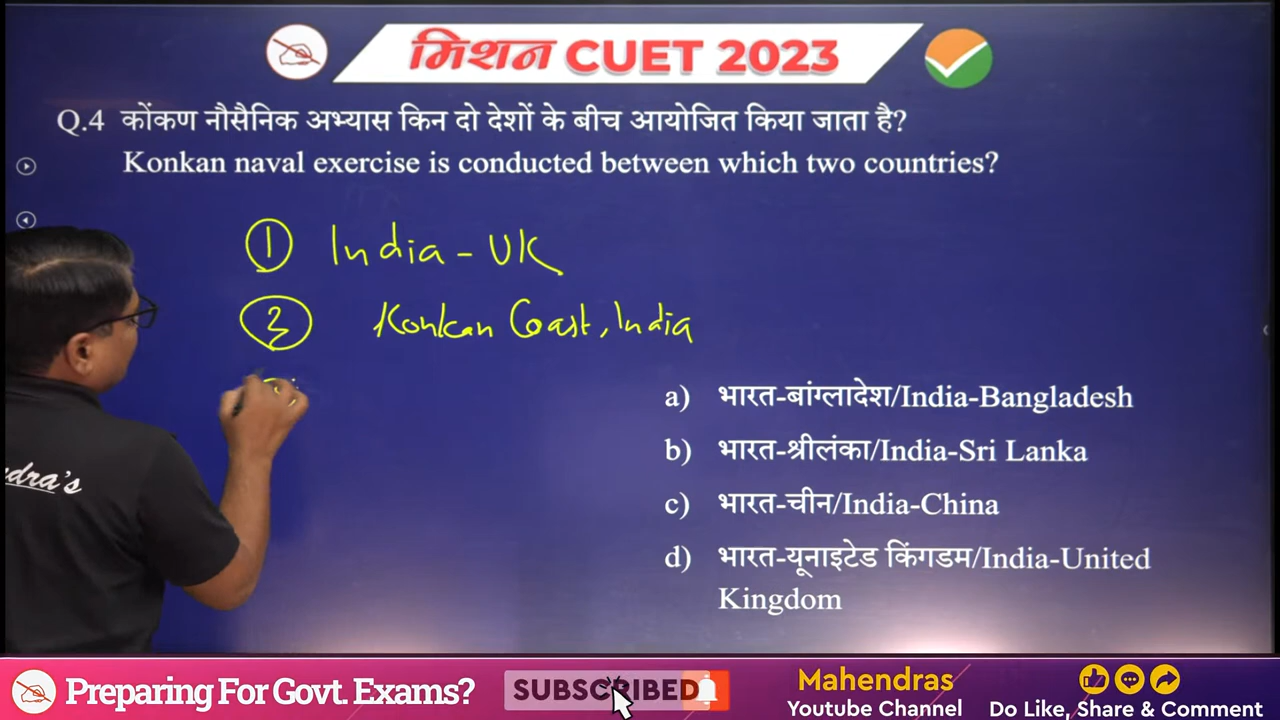 मिशन CUET 2023
Q.4 कोंकण नौसैनिक अभ्यास किन दो देशों के बीच आयोजित किया जाता है?
Konkan naval exercise is conducted between which two countries?
1 India - UK
2 Konkan Coast, India
a) भारत-बांग्लादेश/India-Bangladesh
b) भारत-श्रीलंका/India-Sri Lanka
c) भारत-चीन/India-China
d) भारत-यूनाइटेड किंगडम/India-United
Kingdom
dra's
Preparing For Govt. Exams?
SUBSCRIBED
Mahendras
Youtube Channel
Do Like, Share & Comment